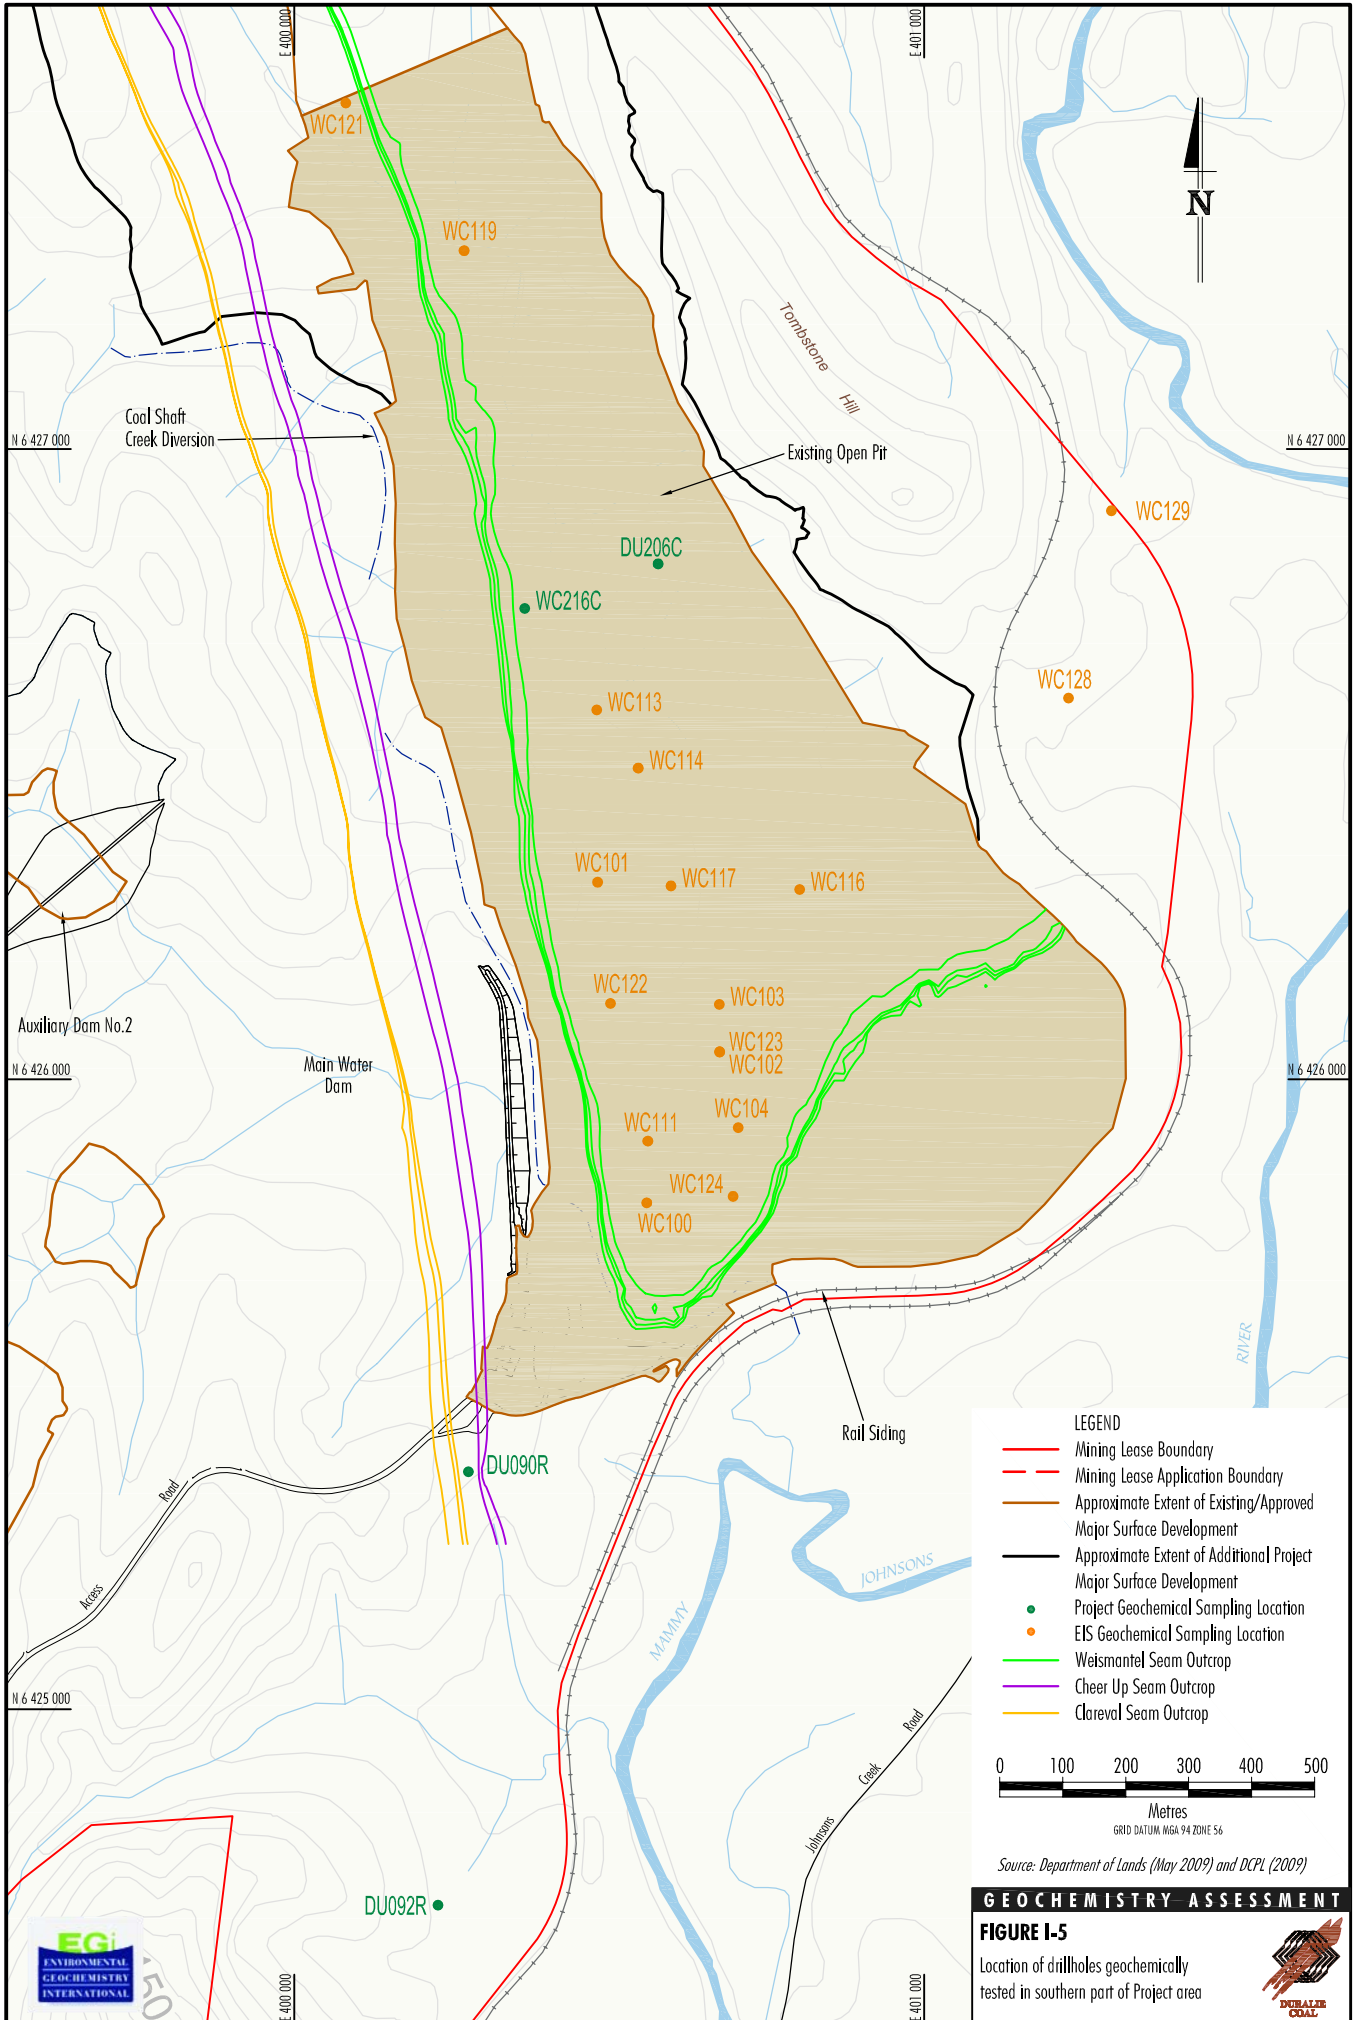 E 400 000
E 401 000
WC121
N
WC119
Tombstone
Hill
Coal Shaft
Creek Diversion
N 6 427 000
N 6 427 000
Existing Open Pit
WC129
DU206C
WC216C
WC128
WC113
WC114
WC101
WC117
WC116
WC122
WC103
Auxiliary Dam No.2
WC123
WC102
Main Water
Dam
N 6 426 000
N 6 426 000
WC111
WC104
WC124
WC100
RIVER
Rail Siding
DU090R
Road
Access
JOHNSONS
MAMMY
N 6 425 000
Road
Creek
Johnsons
DU092R
LEGEND
Mining Lease Boundary
Mining Lease Application Boundary
Approximate Extent of Existing/Approved
Major Surface Development
Approximate Extent of Additional Project
Major Surface Development
Project Geochemical Sampling Location
EIS Geochemical Sampling Location
Weismantel Seam Outcrop
Cheer Up Seam Outcrop
Clareval Seam Outcrop
0 100 200 300 400 500
Metres
GRID DATUM MGA 94 ZONE 56
Source: Department of Lands (May 2009) and DCPL (2009)
GEOCHEMISTRY ASSESSMENT
FIGURE I-5
Location of drillholes geochemically
tested in southern part of Project area
DURALIE
COAL
EGi
ENVIRONMENTAL
GEOCHEMISTRY
INTERNATIONAL
150
E 400 000
E 401 000